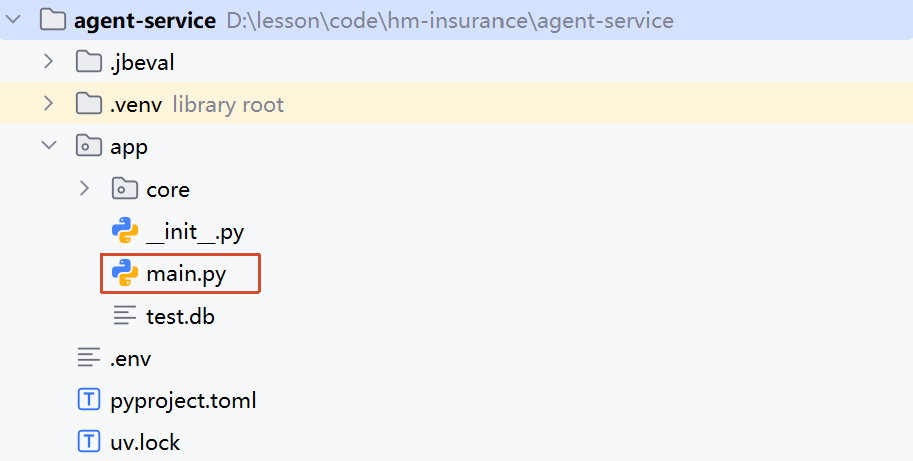 agent-service D:\lesson\code\hm-insurance\agent-service
.jbeval
.venv library root
app
core
__init__.py
main.py
test.db
.env
pyproject.toml
uv.lock